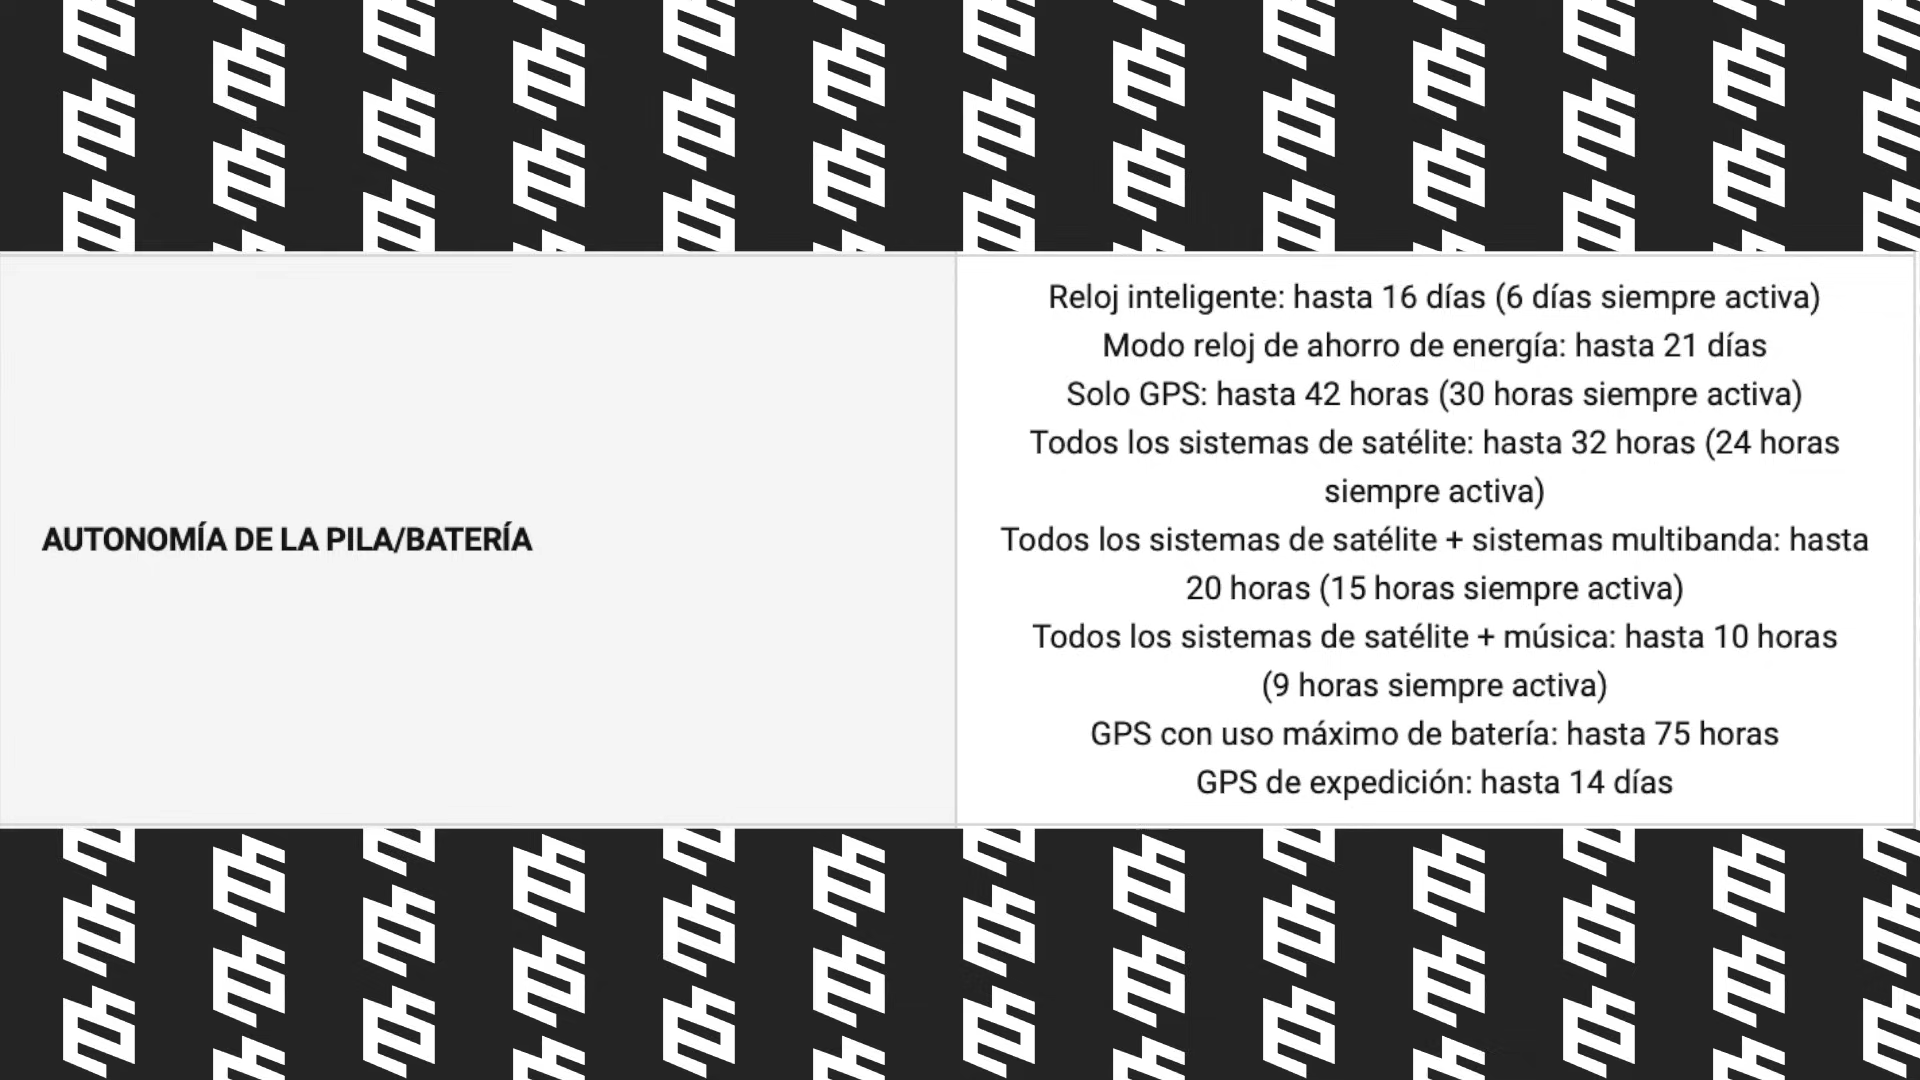 AUTONOMÍA DE LA PILA/BATERÍA
Reloj inteligente: hasta 16 días (6 días siempre activa)
Modo reloj de ahorro de energía: hasta 21 días
Solo GPS: hasta 42 horas (30 horas siempre activa)
Todos los sistemas de satélite: hasta 32 horas (24 horas
siempre activa)
Todos los sistemas de satélite + sistemas multibanda: hasta
20 horas (15 horas siempre activa)
Todos los sistemas de satélite + música: hasta 10 horas
(9 horas siempre activa)
GPS con uso máximo de batería: hasta 75 horas
GPS de expedición: hasta 14 días